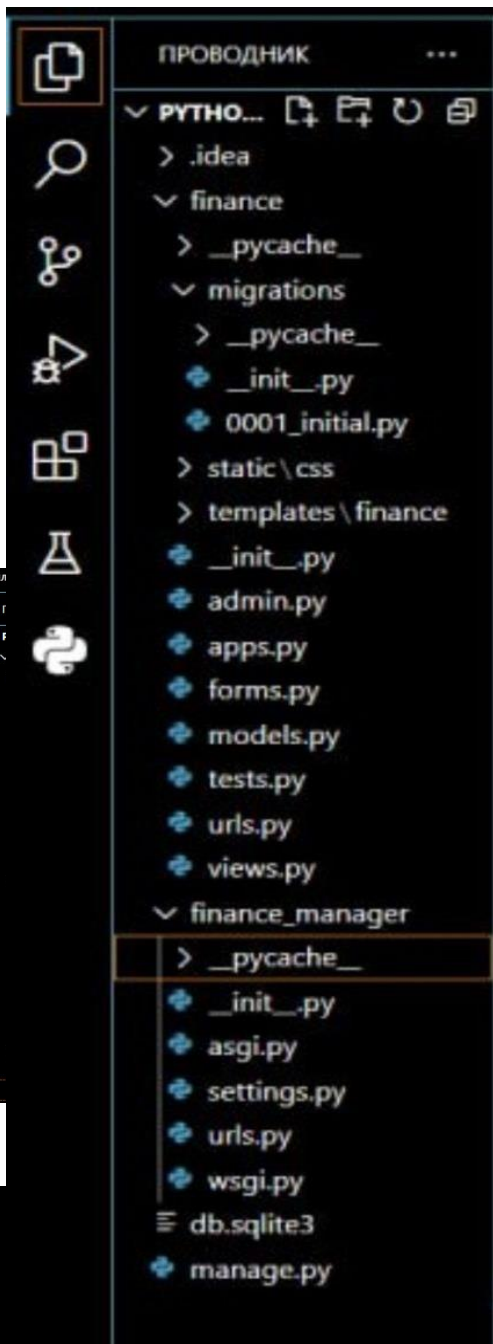 ПРОВОДНИК
PYTHO...
.idea
finance
__pycache__
migrations
__pycache__
__init__.py
0001_initial.py
static\css
templates\finance
__init__.py
admin.py
apps.py
forms.py
models.py
tests.py
urls.py
views.py
finance_manager
__pycache__
__init__.py
asgi.py
settings.py
urls.py
wsgi.py
db.sqlite3
manage.py